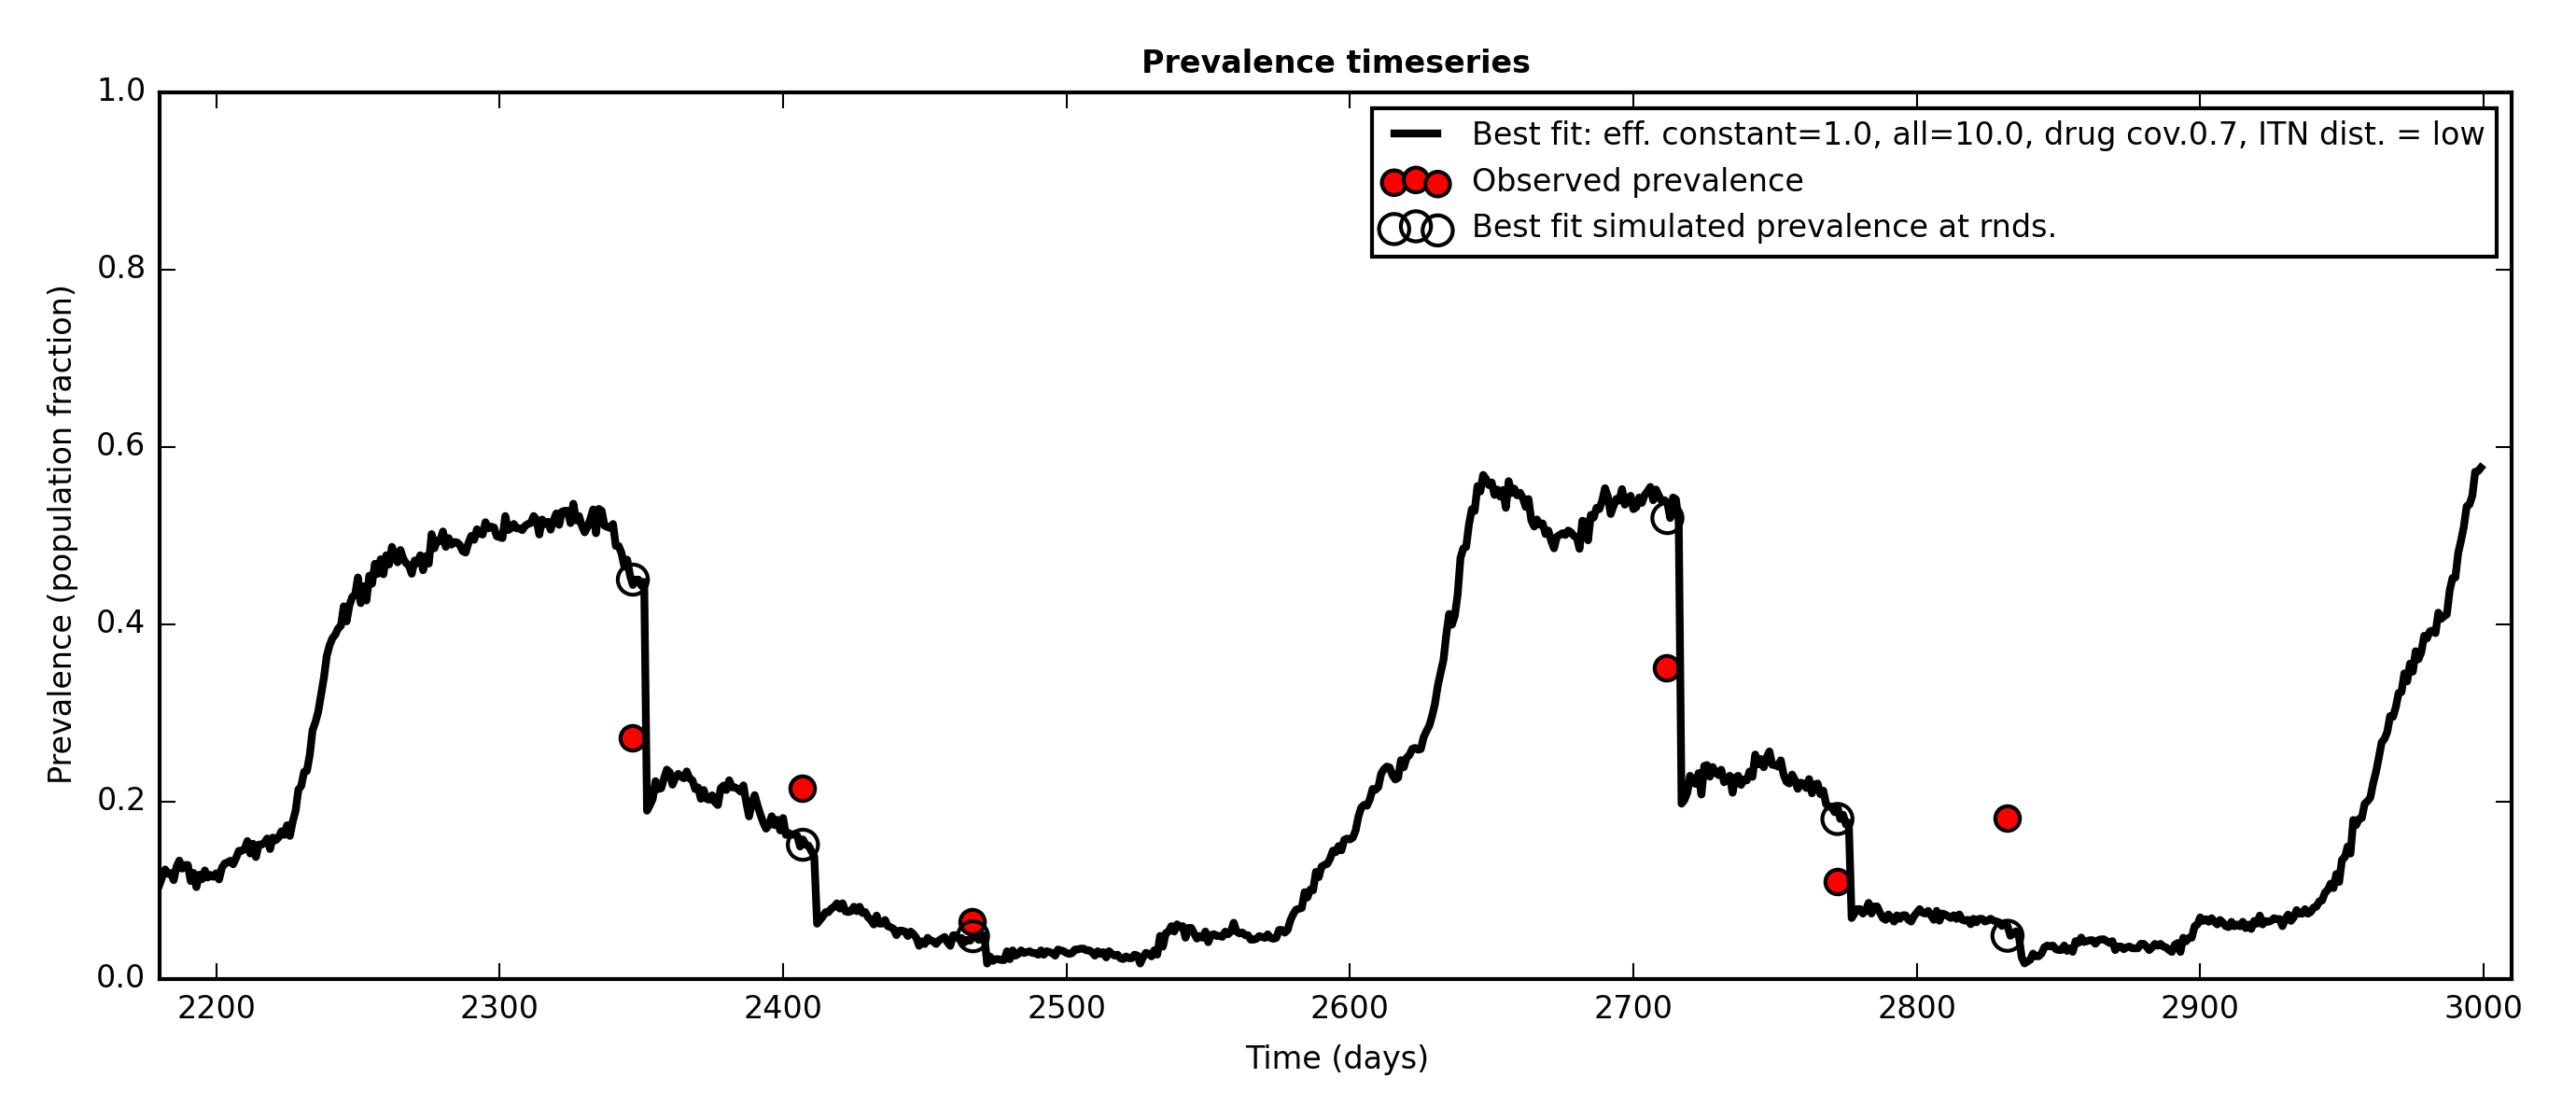 Prevalence timeseries
Best fit: eff. constant=1.0, all=10.0, drug cov.0.7, ITN dist. = low
Observed prevalence
Best fit simulated prevalence at rnds.
Prevalence (population fraction)
1.0
0.8
0.6
0.4
0.2
0.0
2200 2300 2400 2500 2600 2700 2800 2900 3000
Time (days)